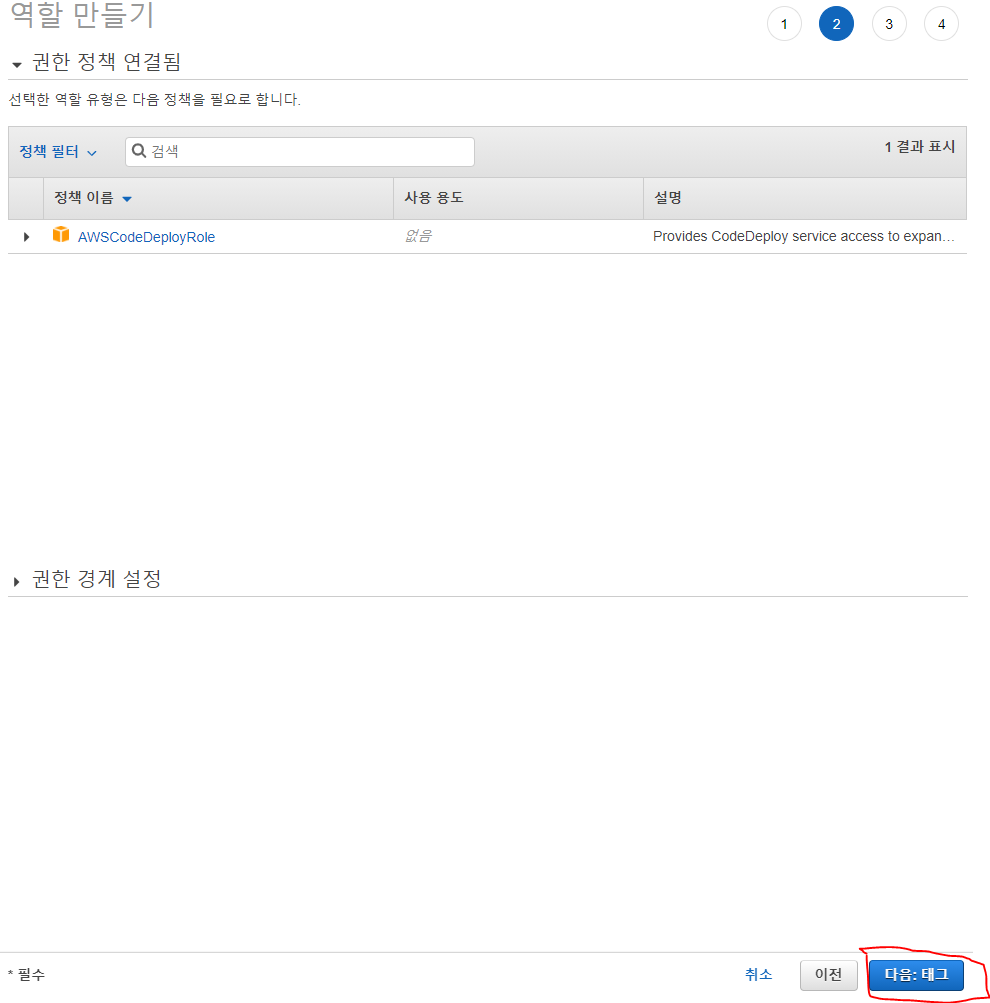 역할 만들기
1 2 3 4
권한 정책 연결됨
선택한 역할 유형은 다음 정책을 필요로 합니다.
정책 필터 검색 1 결과 표시
정책 이름 사용 용도 설명
AWSCodeDeployRole 없음 Provides CodeDeploy service access to expan…
권한 경계 설정
* 필수 취소 이전 다음: 태그